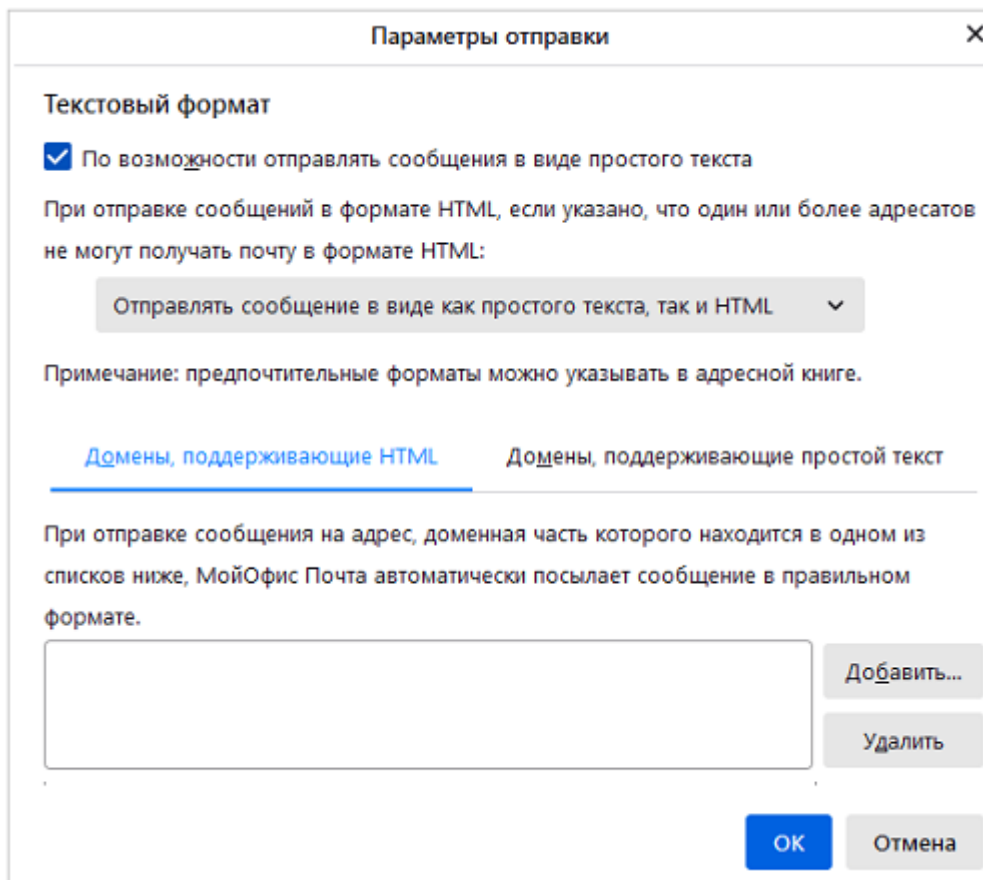 Параметры отправки
Текстовый формат
По возможности отправлять сообщения в виде простого текста
При отправке сообщений в формате HTML, если указано, что один или более адресатов
не могут получать почту в формате HTML:
Отправлять сообщение в виде как простого текста, так и HTML
Примечание: предпочтительные форматы можно указывать в адресной книге.
Домены, поддерживающие HTML Домены, поддерживающие простой текст
При отправке сообщения на адрес, доменная часть которого находится в одном из
списков ниже, МойОфис Почта автоматически посылает сообщение в правильном
формате.
Добавить...
Удалить
ОК Отмена